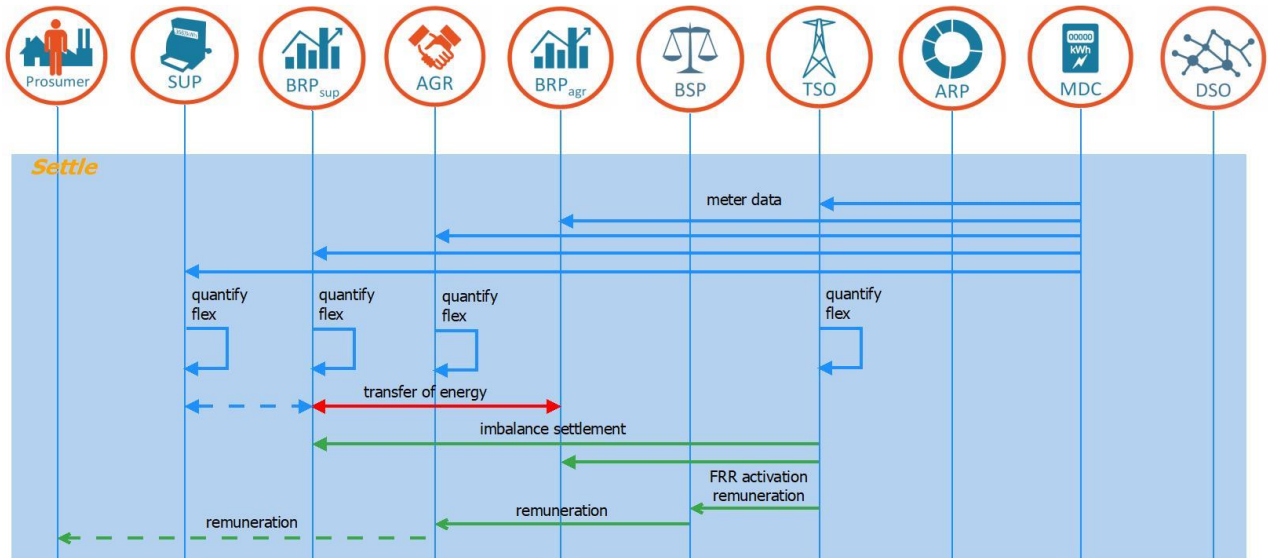 Prosumer
SUP
BRP sup
AGR
BRP agr
BSP
TSO
ARP
00000
kWh
MDC
DSO
Settle
meter data
quantify
flex
quantify
flex
quantify
flex
quantify
flex
transfer of energy
imbalance settlement
FRR activation
remuneration
remuneration
remuneration